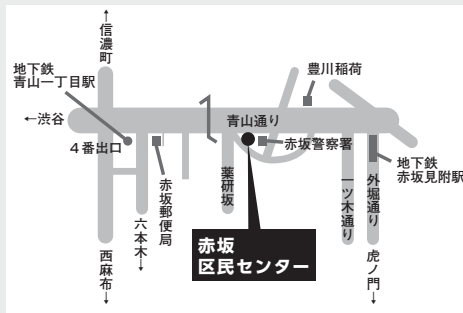 ←信濃町
地下鉄
青山一丁目駅
豊川稲荷
←渋谷
青山通り
4番出口
赤坂警察署
地下鉄
赤坂見附駅
赤坂郵便局
薬研坂
一ツ木通り
外堀通り
六本木→
西麻布→
虎ノ門→
赤坂
区民センター